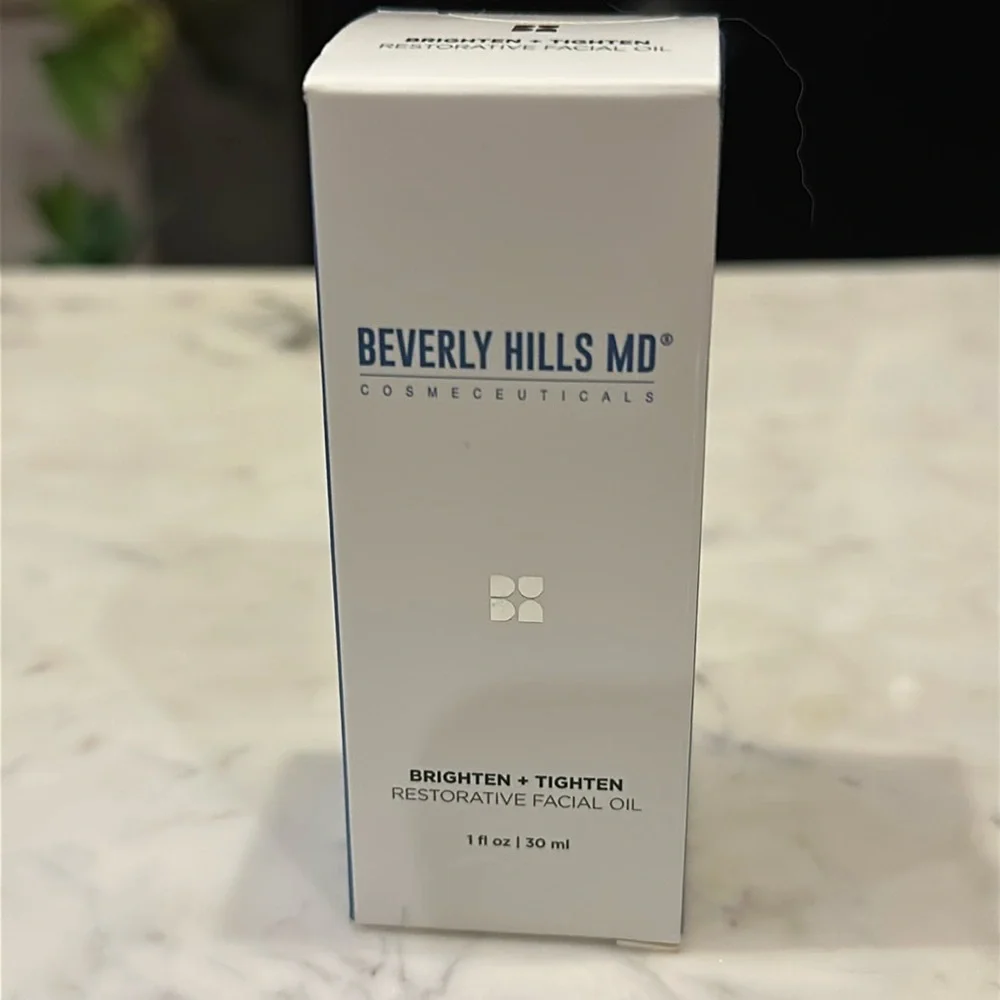 BRIGHTEN + TIGHTEN
RESTORATIVE FACIAL OIL
BEVERLY HILLS MD®
COSMECEUTICALS
BRIGHTEN + TIGHTEN
RESTORATIVE FACIAL OIL
1 fl oz | 30 ml